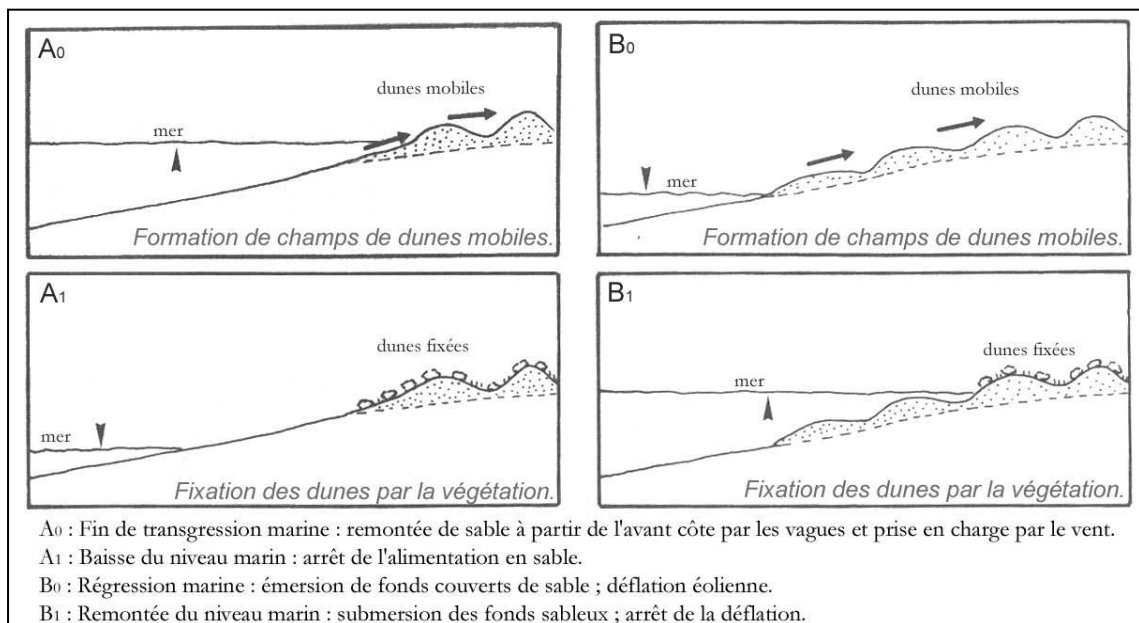 A0
dunes mobiles
mer
Formation de champs de dunes mobiles.
B0
dunes mobiles
mer
Formation de champs de dunes mobiles.
A1
dunes fixées
mer
Fixation des dunes par la végétation.
B1
dunes fixées
mer
Fixation des dunes par la végétation.
A0 : Fin de transgression marine : remontée de sable à partir de l'avant côte par les vagues et prise en charge par le vent.
A1 : Baisse du niveau marin : arrêt de l'alimentation en sable.
B0 : Régression marine : émersion de fonds couverts de sable ; déflation éolienne.
B1 : Remontée du niveau marin : submersion des fonds sableux ; arrêt de la déflation.